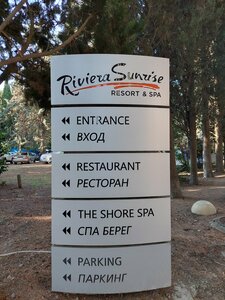 Riviera Sunrise
RESORT & SPA
ENTRANCE
ВХОД
RESTAURANT
РЕСТОРАН
THE SHORE SPA
СПА БЕРЕГ
PARKING
ПАРКИНГ